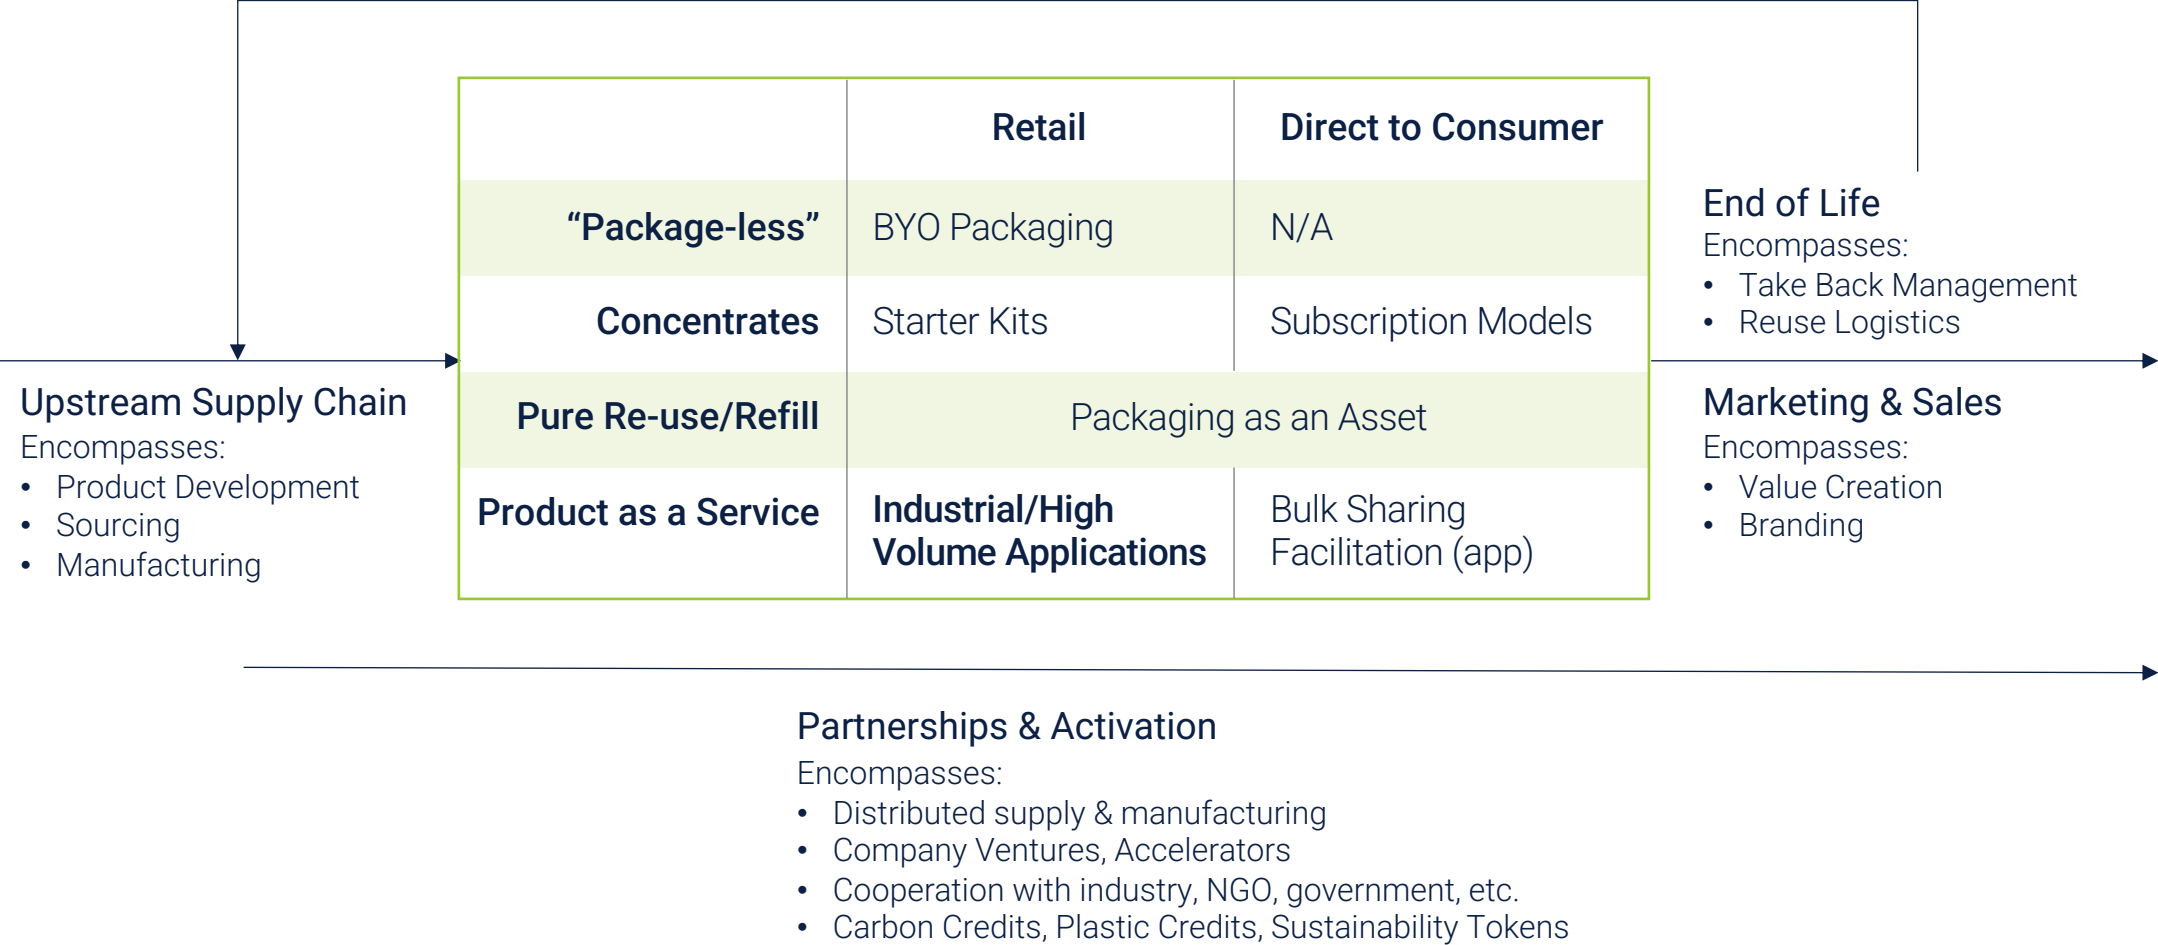 Retail
Direct to Consumer
“Package-less”
BYO Packaging
N/A
Concentrates
Starter Kits
Subscription Models
Pure Re-use/Refill
Packaging as an Asset
Product as a Service
Industrial/High
Volume Applications
Bulk Sharing
Facilitation (app)
Upstream Supply Chain
Encompasses:
• Product Development
• Sourcing
• Manufacturing
End of Life
Encompasses:
• Take Back Management
• Reuse Logistics
Marketing & Sales
Encompasses:
• Value Creation
• Branding
Partnerships & Activation
Encompasses:
• Distributed supply & manufacturing
• Company Ventures, Accelerators
• Cooperation with industry, NGO, government, etc.
• Carbon Credits, Plastic Credits, Sustainability Tokens